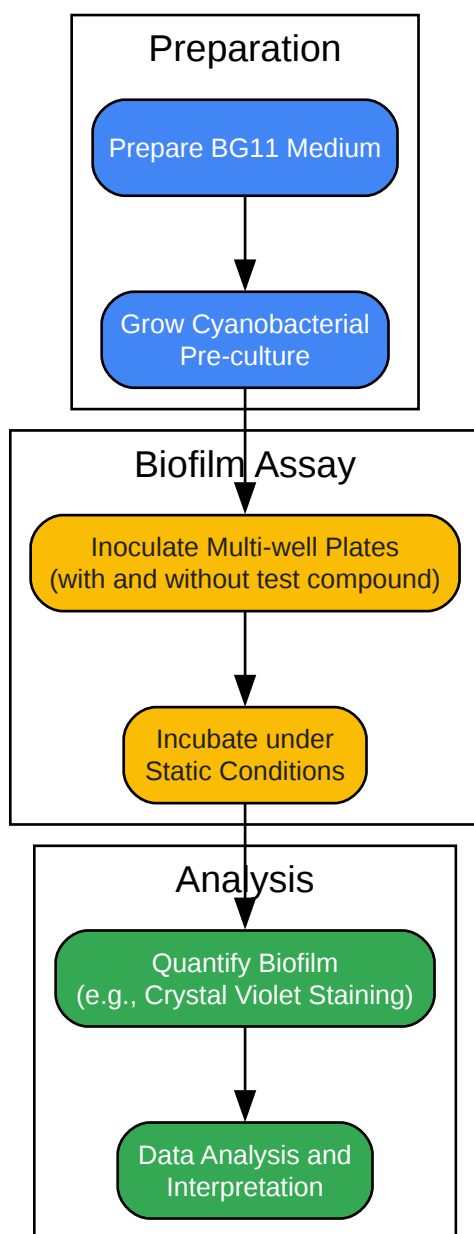 Preparation
Prepare BG11 Medium
Grow Cyanobacterial
Pre-culture
Biofilm Assay
Inoculate Multi-well Plates
(with and without test compound)
Incubate under
Static Conditions
Analysis
Quantify Biofilm
(e.g., Crystal Violet Staining)
Data Analysis and
Interpretation